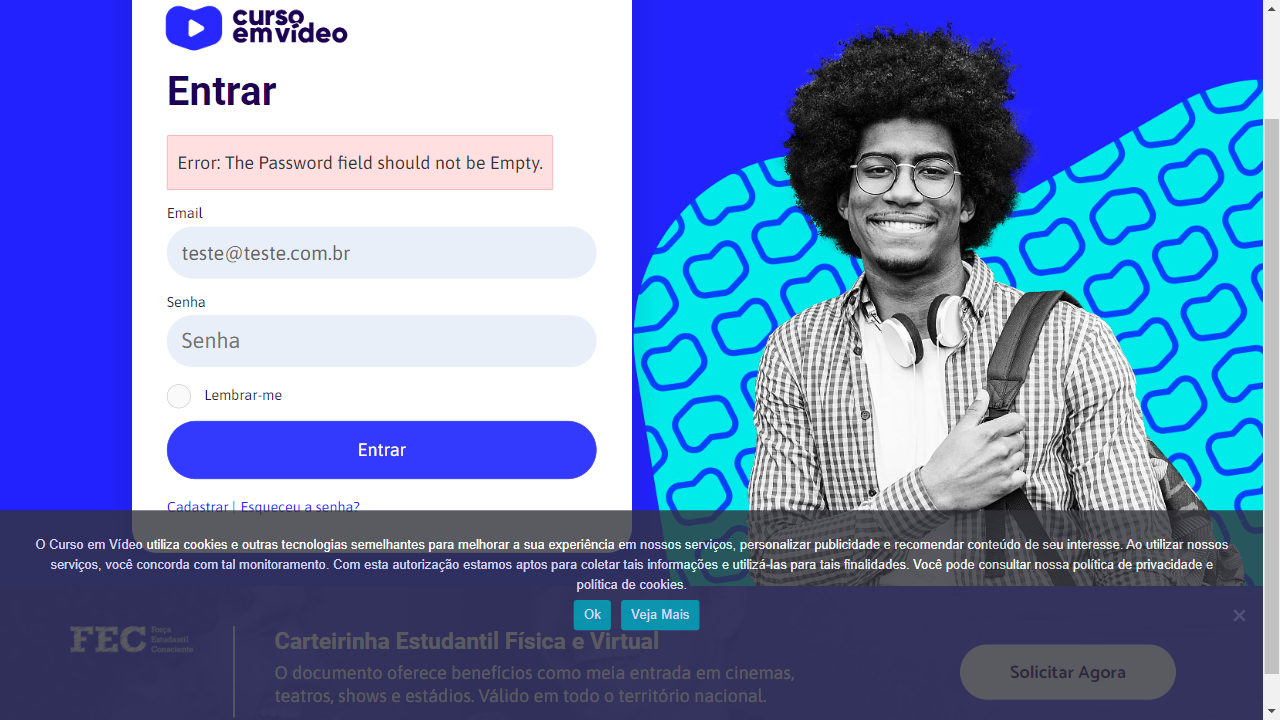 curso
em vídeo
Entrar
Error: The Password field should not be Empty.
Email
teste@teste.com.br
Senha
Senha
Lembrar-me
Entrar
Cadastrar | Esqueceu a senha?
O Curso em Vídeo utiliza cookies e outras tecnologias semelhantes para melhorar a sua experiência em nossos serviços, personalizar publicidade e recomendar conteúdo de seu interesse. Ao utilizar nossos
serviços, você concorda com tal monitoramento. Com esta autorização estamos aptos para coletar tais informações e utilizá-las para tais finalidades. Você pode consultar nossa política de privacidade e
política de cookies.
Ok Veja Mais
FEC Força
Estudantil
Consciente
Carteirinha Estudantil Física e Virtual
O documento oferece benefícios como meia entrada em cinemas,
teatros, shows e estádios. Válido em todo o território nacional.
Solicitar Agora